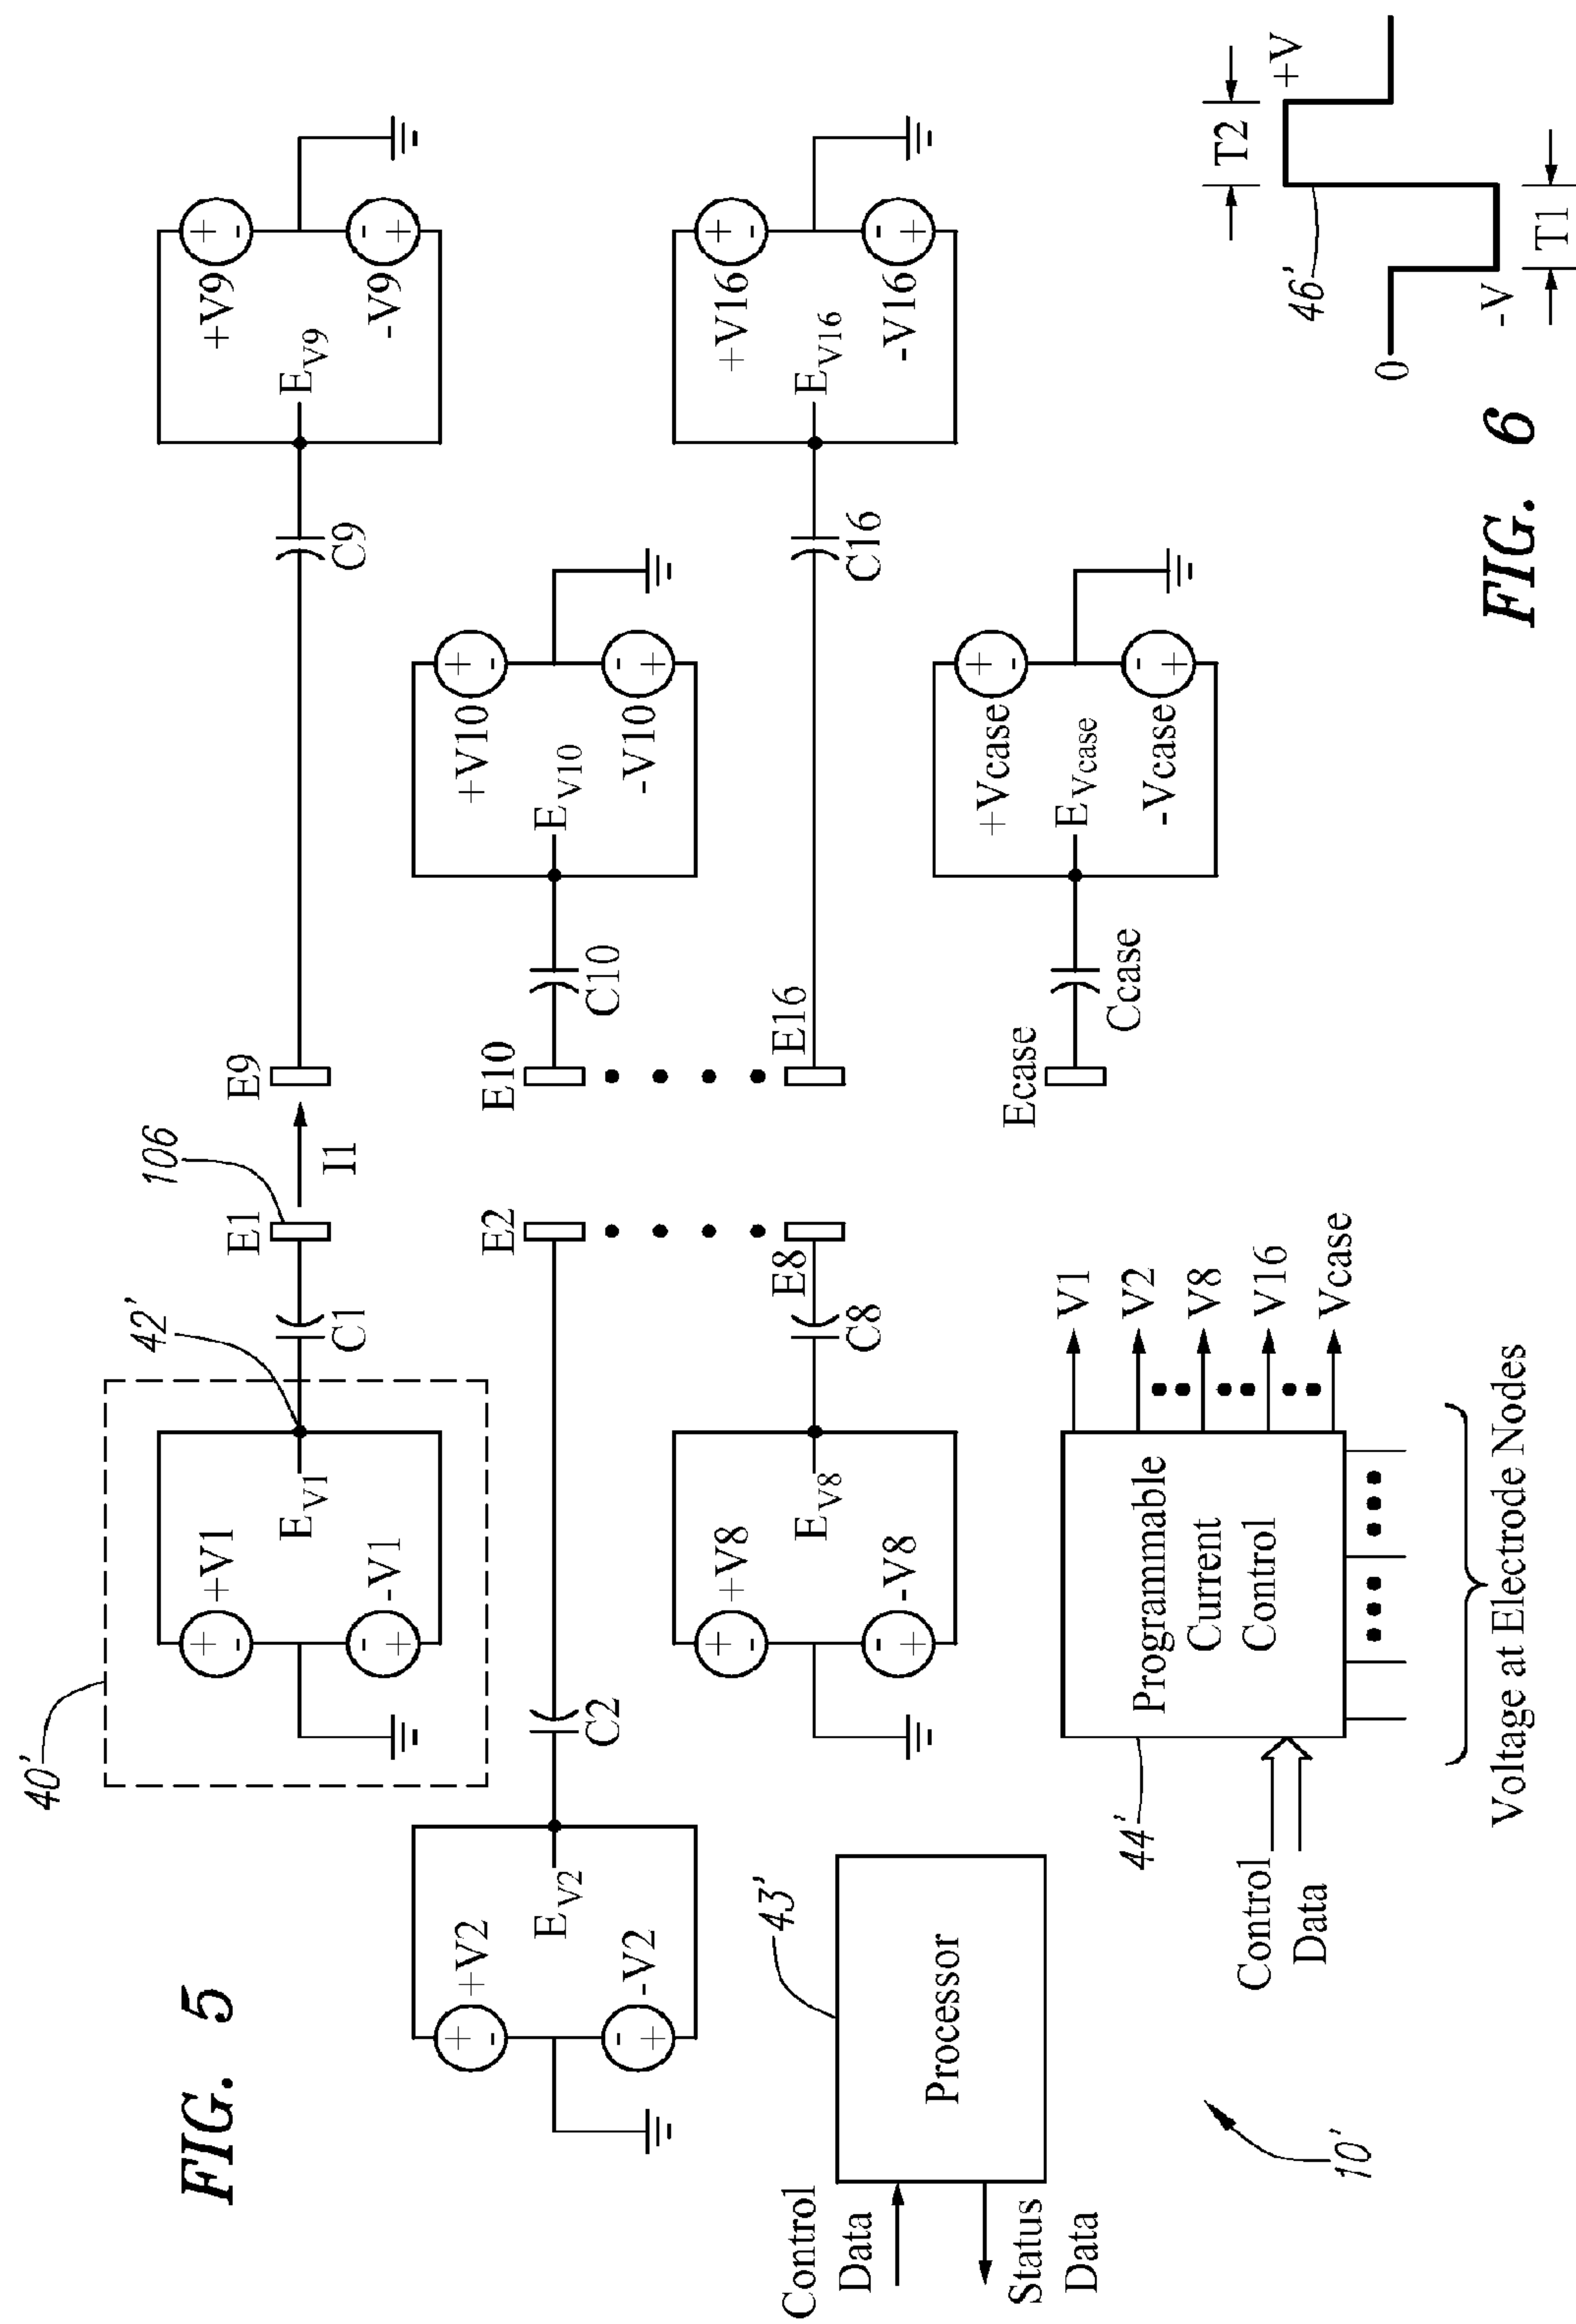 FIG. 5
40'
+V1
-V1
E_V1
42'
C1
E1
106
I1
E9
C9
+V9
-V9
E_V9
+V2
-V2
E_V2
C2
E2
E10
C10
+V10
-V10
E_V10
+V8
-V8
E_V8
C8
E8
E16
C16
+V16
-V16
E_V16
Ecase
Ccase
+Vcase
-Vcase
E_Vcase
Control
Data
Status
Data
Processor
43'
10'
44'
Control
Data
Programmable
Current
Control
V1
V2
V8
V16
Vcase
Voltage at Electrode Nodes
FIG. 6
0
-V
+V
T1
T2
46'
+
-
-
+
+
-
-
+
+
-
-
+
+
-
-
+
+
-
-
+
+
-
-
+
+
-
-
+